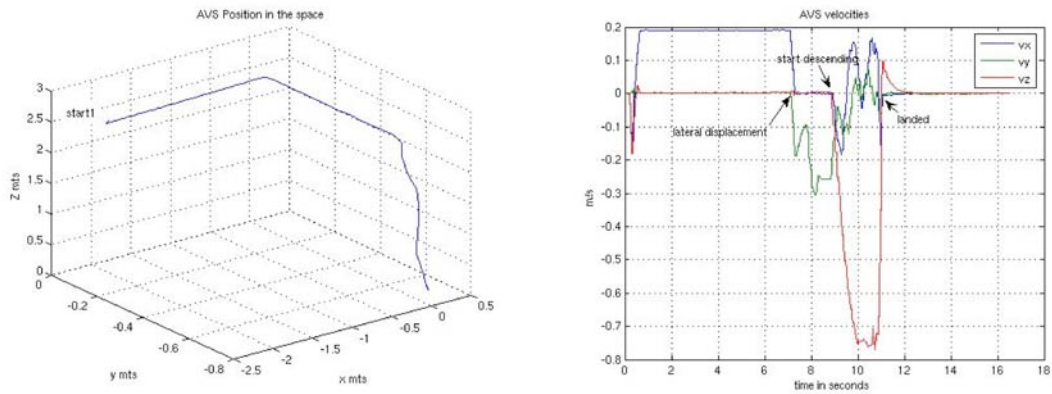 AVS Position in the space
3
2.5
2
1.5
1
0.5
0
Z mts
start1
0
-0.2
-0.4
-0.6
-0.8
y mts
-2.5
-2
-1.5
-1
-0.5
0
0.5
x mts
AVS velocities
0.2
0.1
0
-0.1
-0.2
-0.3
-0.4
-0.5
-0.6
-0.7
-0.8
m/s
vx
vy
vz
start descending
lateral displacement
landed
0 2 4 6 8 10 12 14 16 18
time in seconds